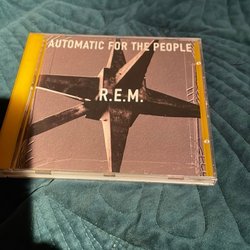 AUTOMATIC FOR THE PEOPLE
R.E.M.